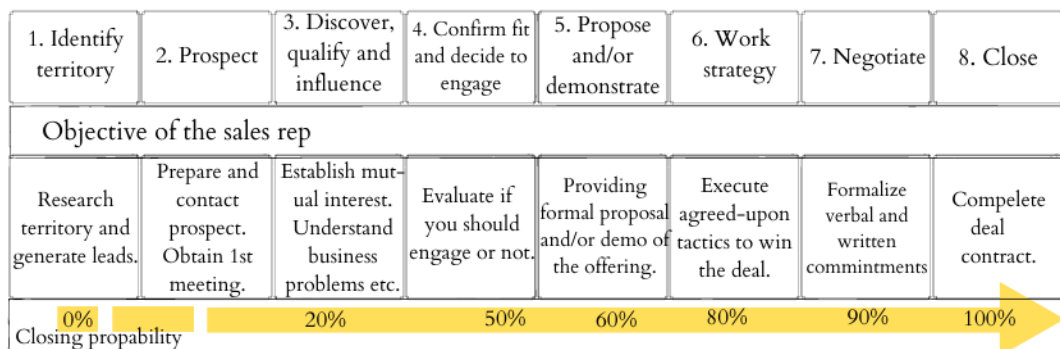 1. Identify
territory
2. Prospect
3. Discover,
qualify and
influence
4. Confirm fit
and decide to
engage
5. Propose
and/or
demonstrate
6. Work
strategy
7. Negotiate
8. Close
Objective of the sales rep
Research
territory and
generate leads.
Prepare and
contact
prospect.
Obtain 1st
meeting.
Establish mut-
ual interest.
Understand
business
problems etc.
Evaluate if
you should
engage or not.
Providing
formal proposal
and/or demo of
the offering.
Execute
agreed-upon
tactics to win
the deal.
Formalize
verbal and
written
commintments
Compelete
deal
contract.
0%
20%
50%
60%
80%
90%
100%
Closing propability